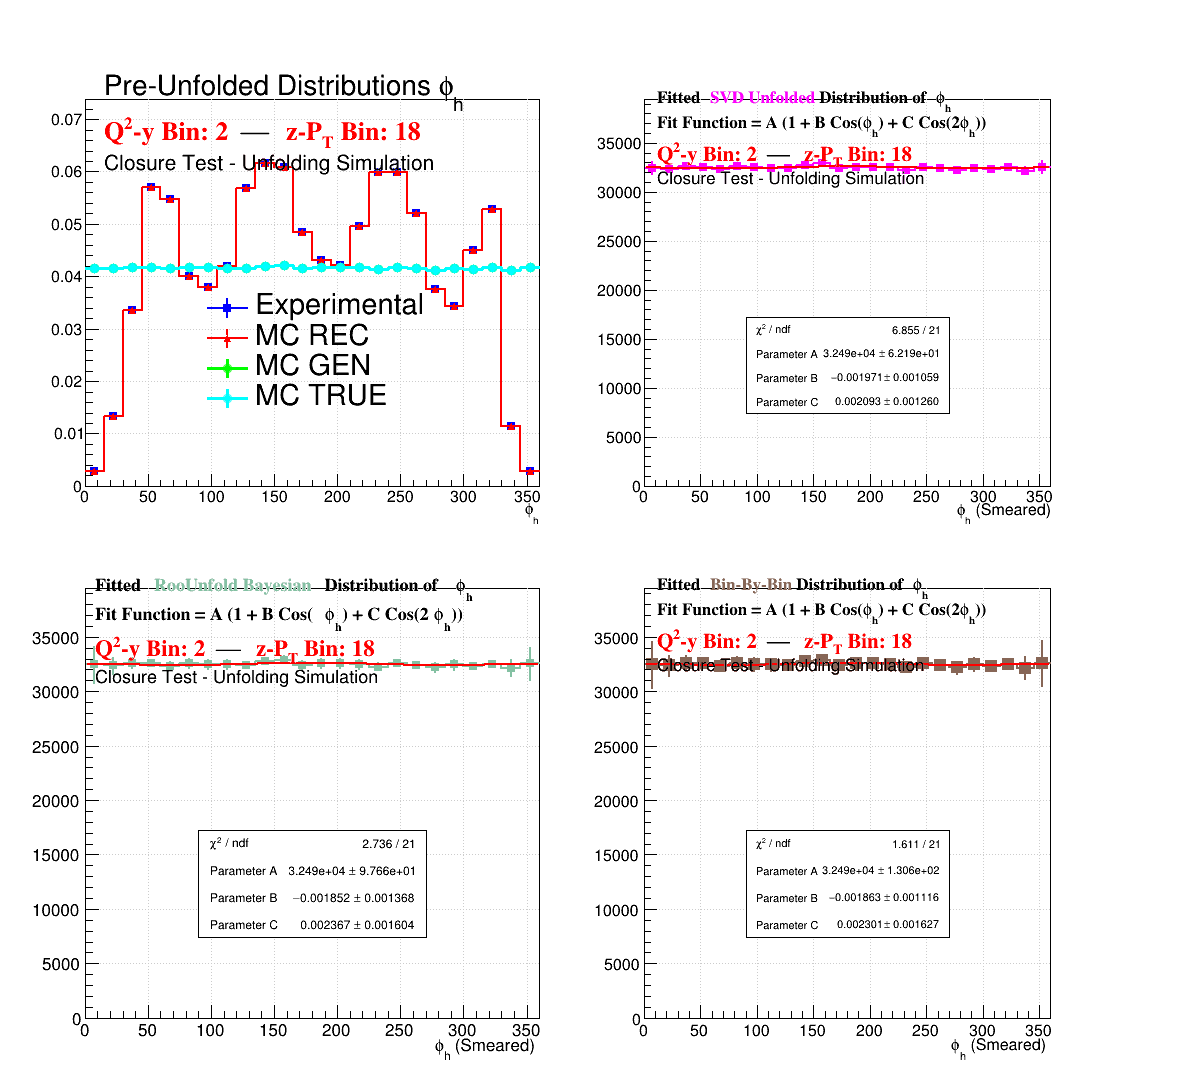 Pre-Unfolded Distributions ϕh
Q2-y Bin: 2 — z-PT Bin: 18
Closure Test - Unfolding Simulation
0.07
0.06
0.05
0.04
0.03
0.02
0.01
0
Experimental
MC REC
MC GEN
MC TRUE
0 50 100 150 200 250 300 350
ϕh
Fitted SVD Unfolded Distribution of ϕh
Fit Function = A (1 + B Cos(ϕh) + C Cos(2ϕh))
Q2-y Bin: 2 — z-PT Bin: 18
Closure Test - Unfolding Simulation
35000
30000
25000
20000
15000
10000
5000
0
χ2 / ndf 6.855 / 21
Parameter A 3.249e+04 ± 6.219e+01
Parameter B −0.001971 ± 0.001059
Parameter C 0.002093 ± 0.001260
0 50 100 150 200 250 300 350
ϕh (Smeared)
Fitted RooUnfold Bayesian Distribution of ϕh
Fit Function = A (1 + B Cos( ϕh) + C Cos(2 ϕh))
Q2-y Bin: 2 — z-PT Bin: 18
Closure Test - Unfolding Simulation
35000
30000
25000
20000
15000
10000
5000
0
χ2 / ndf 2.736 / 21
Parameter A 3.249e+04 ± 9.766e+01
Parameter B −0.001852 ± 0.001368
Parameter C 0.002367 ± 0.001604
0 50 100 150 200 250 300 350
ϕh (Smeared)
Fitted Bin-By-Bin Distribution of ϕh
Fit Function = A (1 + B Cos(ϕh) + C Cos(2ϕh))
Q2-y Bin: 2 — z-PT Bin: 18
Closure Test - Unfolding Simulation
35000
30000
25000
20000
15000
10000
5000
0
χ2 / ndf 1.611 / 21
Parameter A 3.249e+04 ± 1.306e+02
Parameter B −0.001863 ± 0.001116
Parameter C 0.002301 ± 0.001627
0 50 100 150 200 250 300 350
ϕh (Smeared)